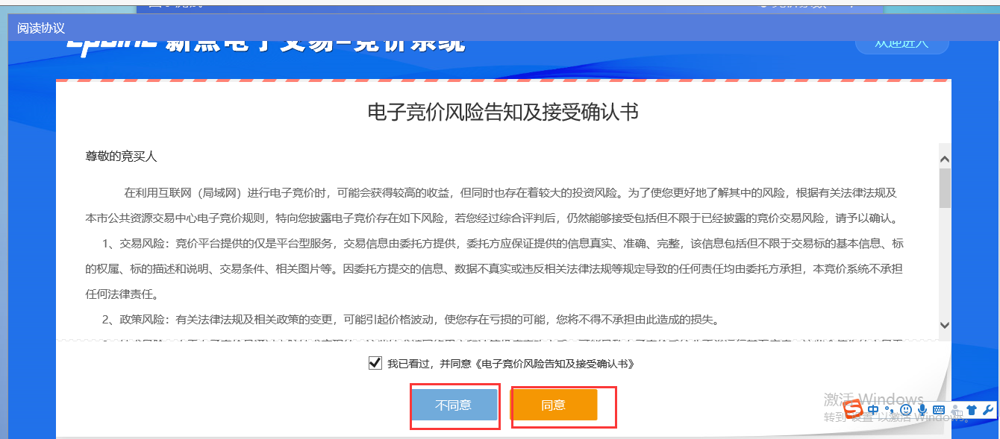 阅读协议
新点电子交易-竞价系统
欢迎进入
电子竞价风险告知及接受确认书
尊敬的竞买人
在利用互联网（局域网）进行电子竞价时，可能会获得较高的收益，但同时也存在着较大的投资风险。为了使您更好地了解其中的风险，根据有关法律法规及
本市公共资源交易中心电子竞价规则，特向您披露电子竞价存在如下风险，若您经过综合评判后，仍然能够接受包括但不限于已经披露的竞价交易风险，请予以确认。
1、交易风险：竞价平台提供的仅是平台型服务，交易信息由委托方提供，委托方应保证提供的信息真实、准确、完整，该信息包括但不限于交易标的基本信息、标
的权属、标的描述和说明、交易条件、相关图片等。因委托方提交的信息、数据不真实或违反相关法律法规等规定导致的任何责任均由委托方承担，本竞价系统不承担
任何法律责任。
2、政策风险：有关法律法规及相关政策的变更，可能引起价格波动，使您存在亏损的可能，您将不得不承担由此造成的损失。
我已看过，并同意《电子竞价风险告知及接受确认书》
不同意
同意
激活 Windows
转到"设置"以激活 Windows。
中